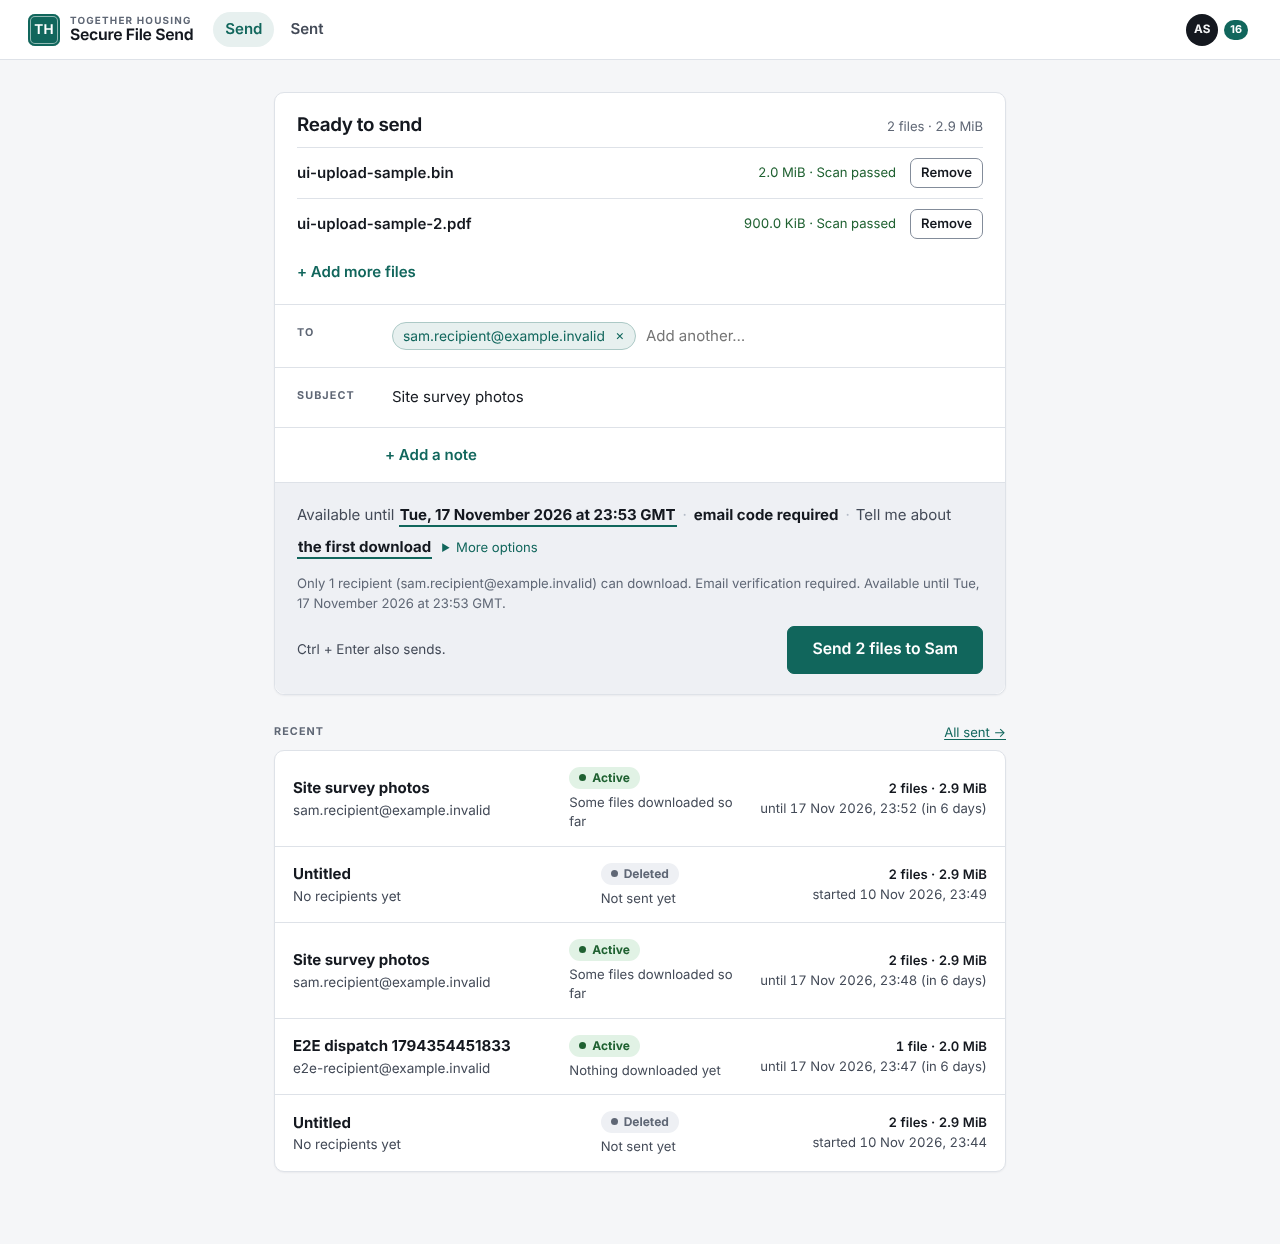 TH
TOGETHER HOUSING
Secure File Send
Send
Sent
AS
16
Ready to send
2 files · 2.9 MiB
ui-upload-sample.bin
2.0 MiB · Scan passed
Remove
ui-upload-sample-2.pdf
900.0 KiB · Scan passed
Remove
+ Add more files
TO
sam.recipient@example.invalid ×
Add another...
SUBJECT
Site survey photos
+ Add a note
Available until Tue, 17 November 2026 at 23:53 GMT · email code required · Tell me about
the first download ▶ More options
Only 1 recipient (sam.recipient@example.invalid) can download. Email verification required. Available until Tue,
17 November 2026 at 23:53 GMT.
Ctrl + Enter also sends.
Send 2 files to Sam
RECENT
All sent →
Site survey photos
sam.recipient@example.invalid
Active
Some files downloaded so
far
2 files · 2.9 MiB
until 17 Nov 2026, 23:52 (in 6 days)
Untitled
No recipients yet
Deleted
Not sent yet
2 files · 2.9 MiB
started 10 Nov 2026, 23:49
Site survey photos
sam.recipient@example.invalid
Active
Some files downloaded so
far
2 files · 2.9 MiB
until 17 Nov 2026, 23:48 (in 6 days)
E2E dispatch 1794354451833
e2e-recipient@example.invalid
Active
Nothing downloaded yet
1 file · 2.0 MiB
until 17 Nov 2026, 23:47 (in 6 days)
Untitled
No recipients yet
Deleted
Not sent yet
2 files · 2.9 MiB
started 10 Nov 2026, 23:44